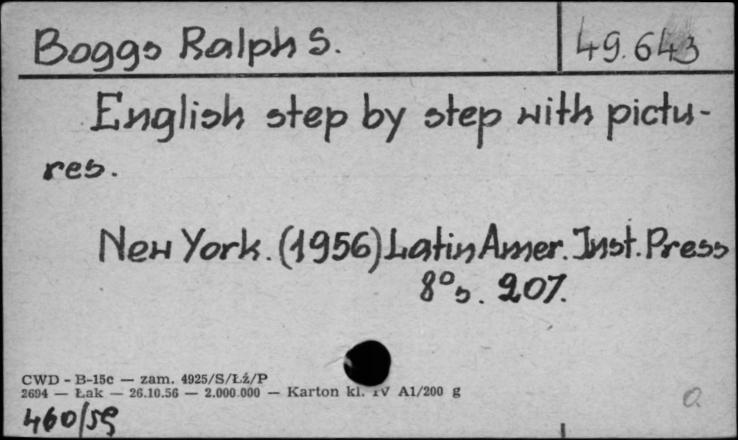 Boggs Ralph S.
49.643
English step by step with pictu-
res.
New York. (1956) Latin Amer. Inst. Press
8° s. 207.
CWD - B-15c — zam. 4925/S/Łź/P
2694 — Łak — 26.10.56 — 2.000.000 — Karton kl. IV A1/200 g
460/59